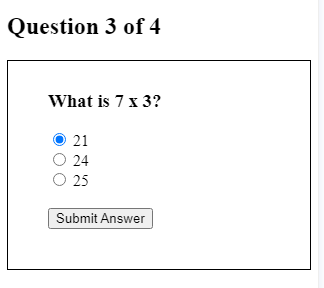 Question 3 of 4
What is 7 x 3?
21
24
25
Submit Answer